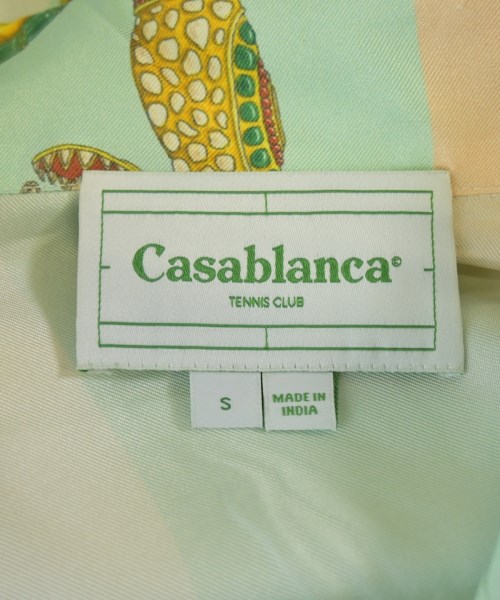 Casablanca©
TENNIS CLUB
S
MADE IN
INDIA